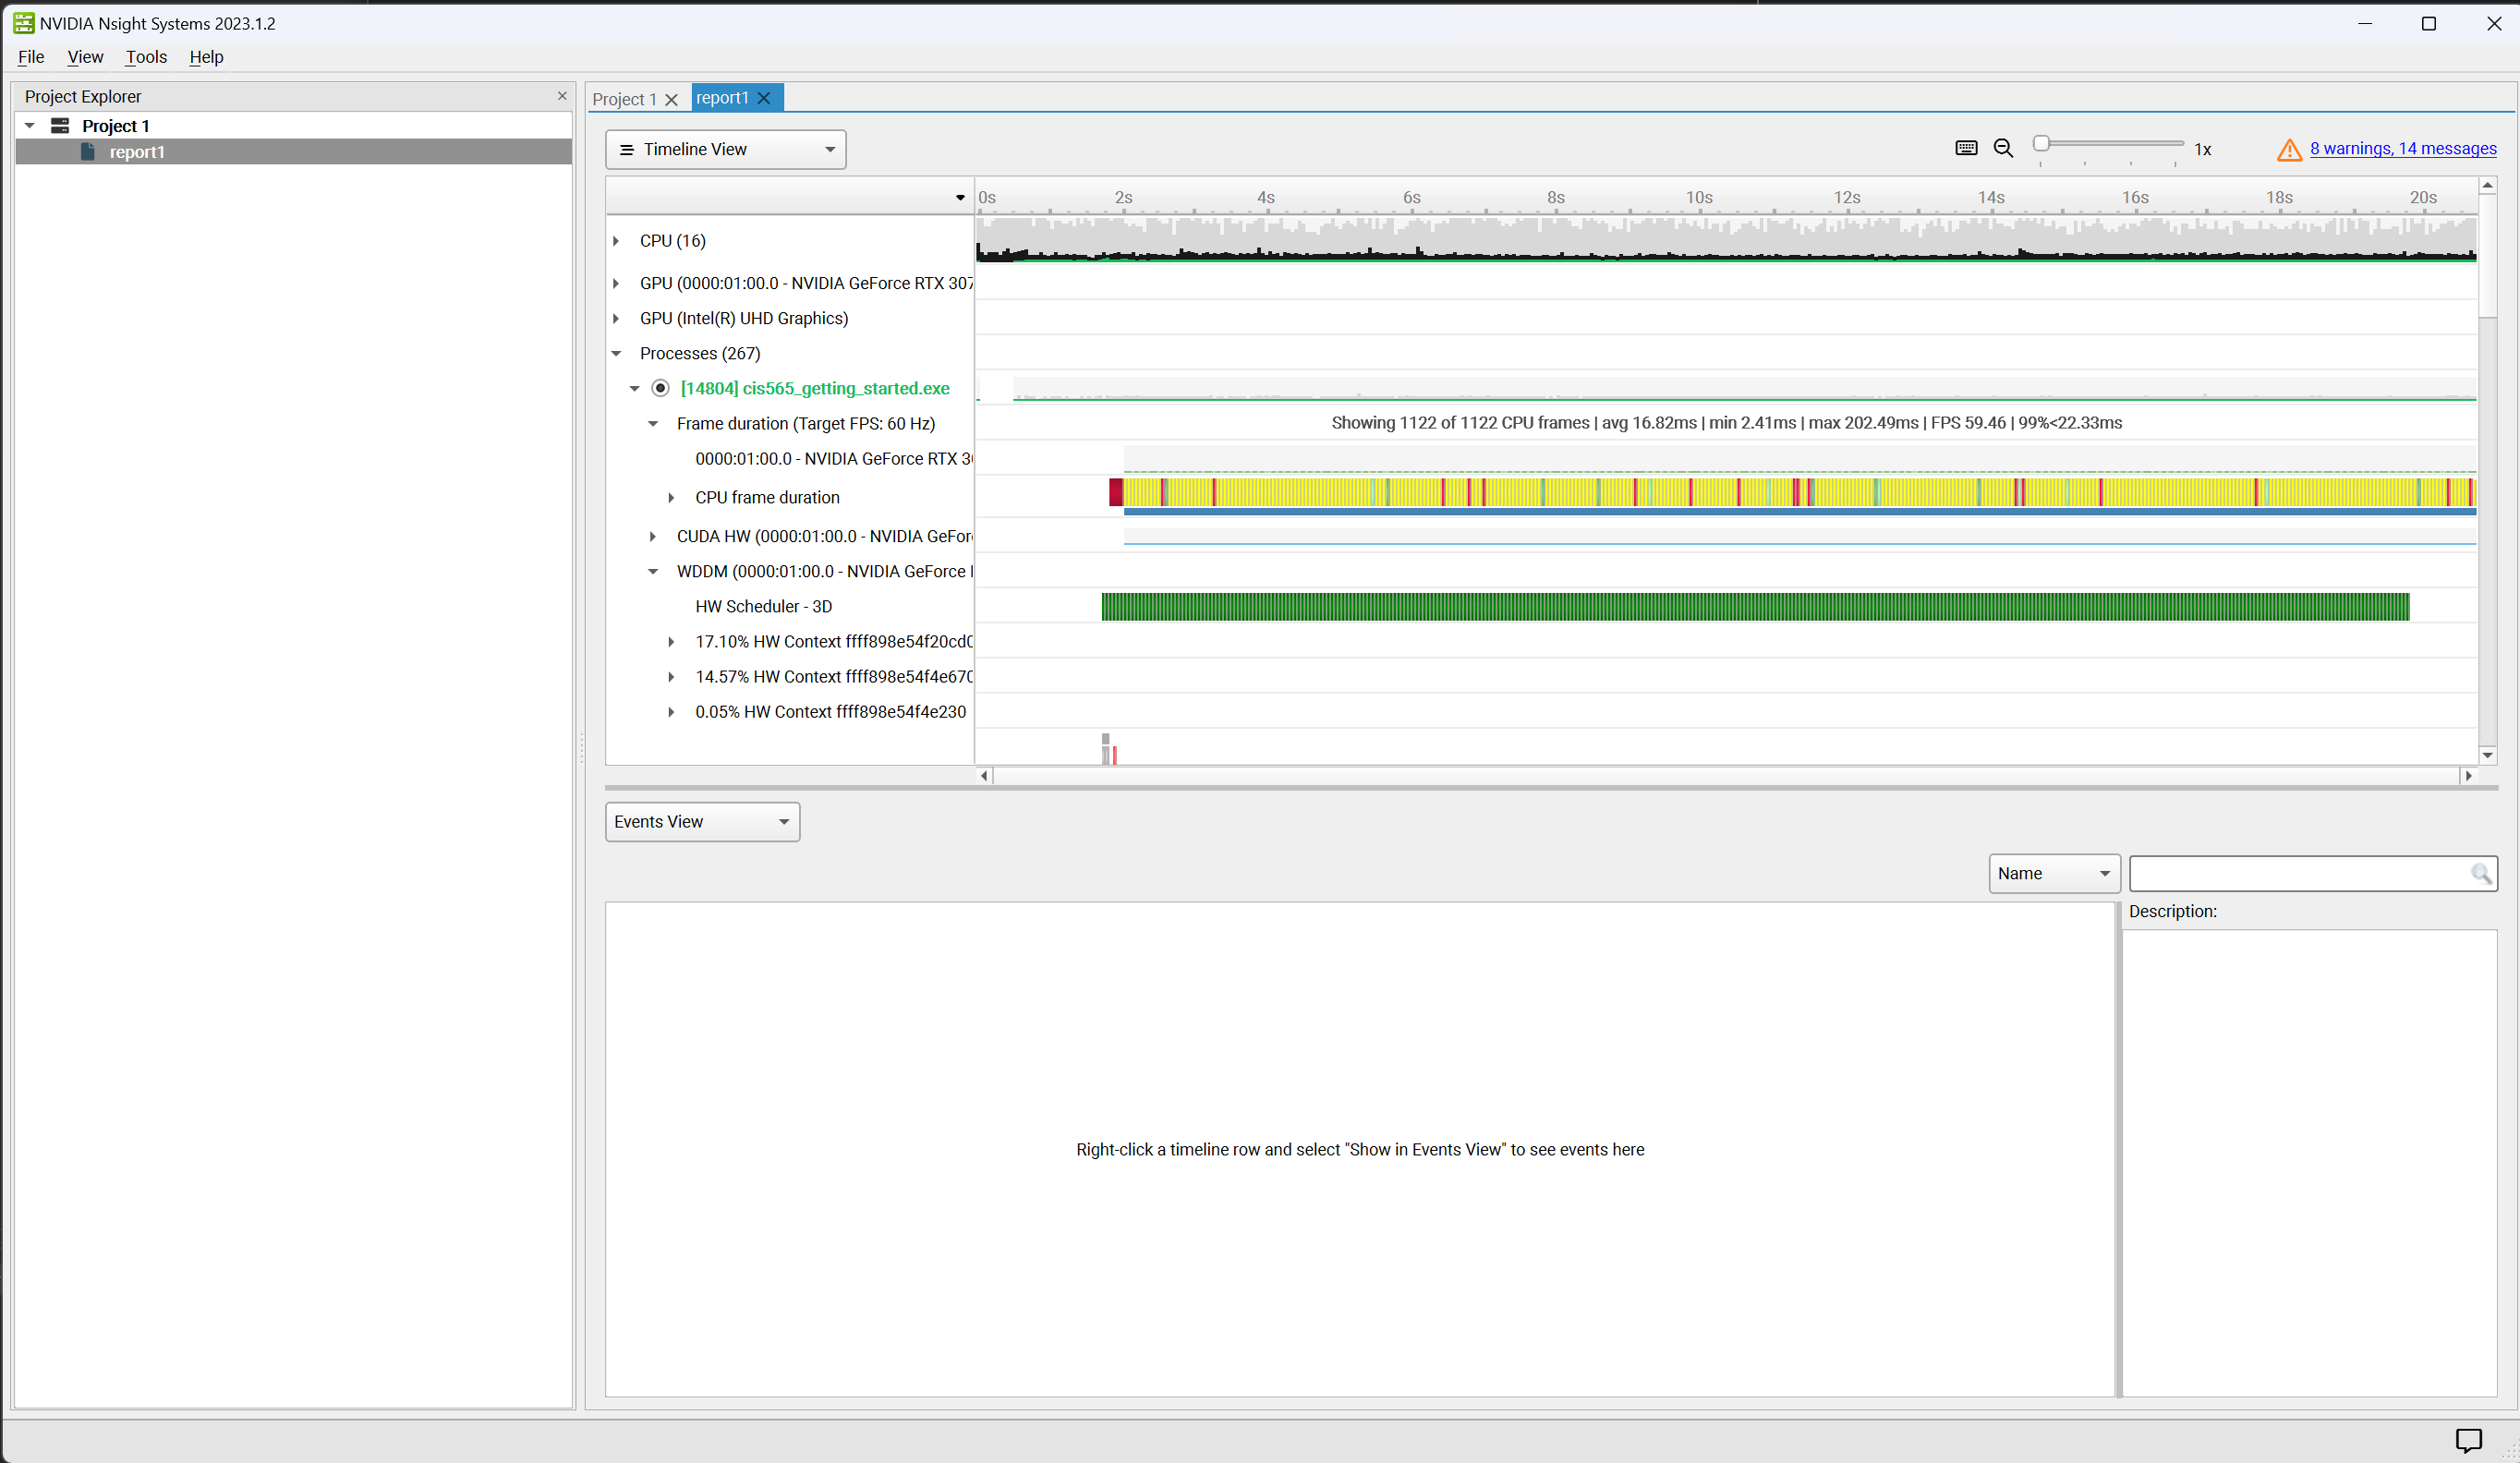 NVIDIA Nsight Systems 2023.1.2
File View Tools Help
Project Explorer
Project 1
report1
Project 1 report1
Timeline View
1x
8 warnings, 14 messages
0s 2s 4s 6s 8s 10s 12s 14s 16s 18s 20s
CPU (16)
GPU (0000:01:00.0 - NVIDIA GeForce RTX 307
GPU (Intel(R) UHD Graphics)
Processes (267)
[14804] cis565_getting_started.exe
Frame duration (Target FPS: 60 Hz)
Showing 1122 of 1122 CPU frames | avg 16.82ms | min 2.41ms | max 202.49ms | FPS 59.46 | 99%<22.33ms
0000:01:00.0 - NVIDIA GeForce RTX 3
CPU frame duration
CUDA HW (0000:01:00.0 - NVIDIA GeFor
WDDM (0000:01:00.0 - NVIDIA GeForce
HW Scheduler - 3D
17.10% HW Context ffff898e54f20cd0
14.57% HW Context ffff898e54f4e670
0.05% HW Context ffff898e54f4e230
Events View
Name
Description:
Right-click a timeline row and select "Show in Events View" to see events here